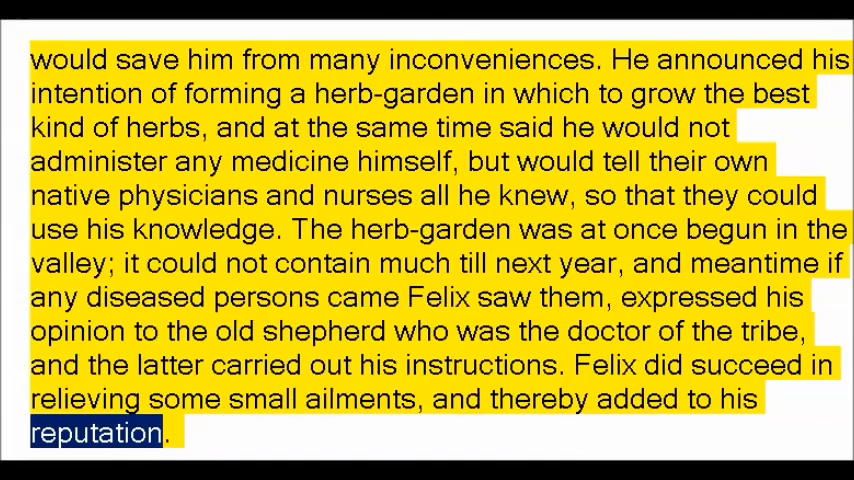 would save him from many inconveniences. He announced his
intention of forming a herb-garden in which to grow the best
kind of herbs, and at the same time said he would not
administer any medicine himself, but would tell their own
native physicians and nurses all he knew, so that they could
use his knowledge. The herb-garden was at once begun in the
valley; it could not contain much till next year, and meantime if
any diseased persons came Felix saw them, expressed his
opinion to the old shepherd who was the doctor of the tribe,
and the latter carried out his instructions. Felix did succeed in
relieving some small ailments, and thereby added to his
reputation.